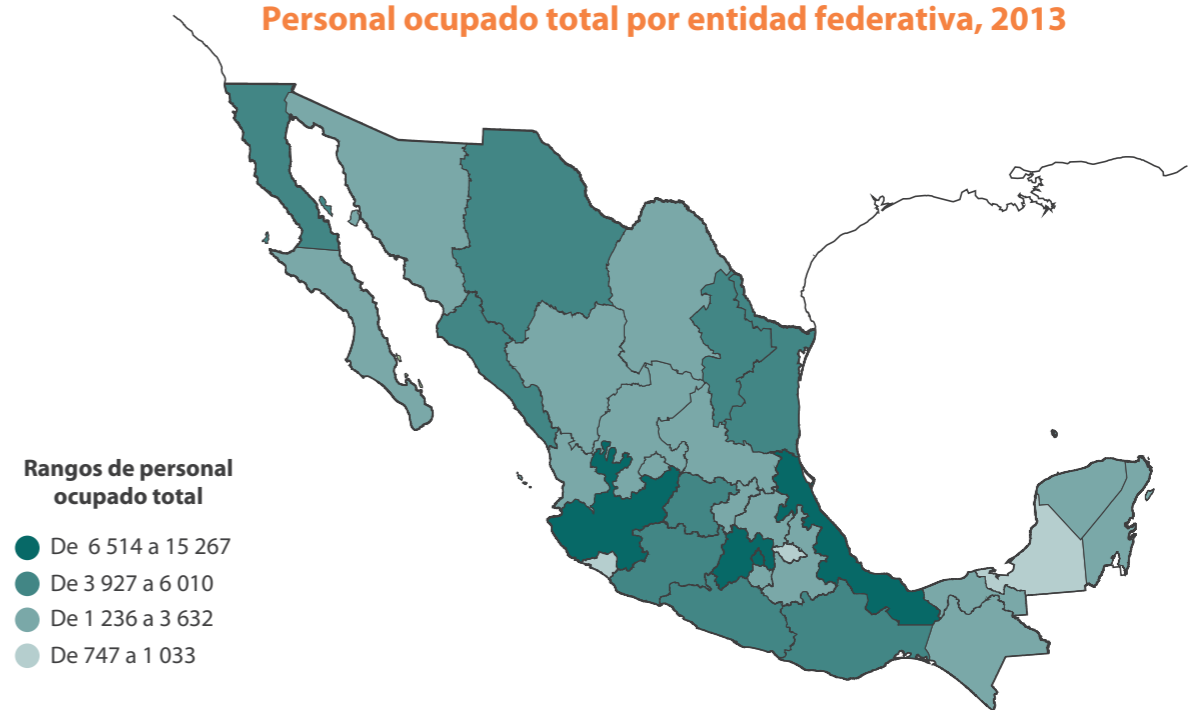 Personal ocupado total por entidad federativa, 2013
Rangos de personal
ocupado total
De 6 514 a 15 267
De 3 927 a 6 010
De 1 236 a 3 632
De 747 a 1 033